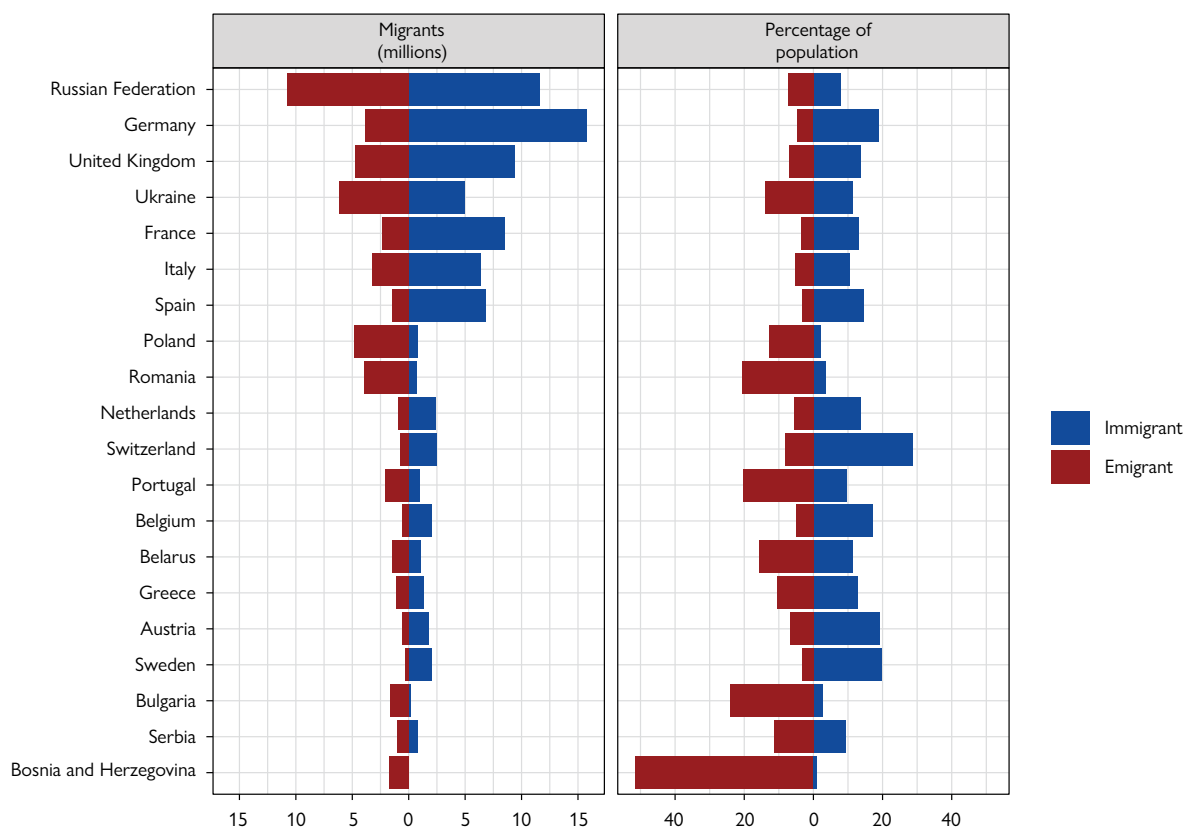 Migrants
(millions)
Percentage of
population
Russian Federation
Germany
United Kingdom
Ukraine
France
Italy
Spain
Poland
Romania
Netherlands
Switzerland
Portugal
Belgium
Belarus
Greece
Austria
Sweden
Bulgaria
Serbia
Bosnia and Herzegovina
15 10 5 0 5 10 15
40 20 0 20 40
Immigrant
Emigrant